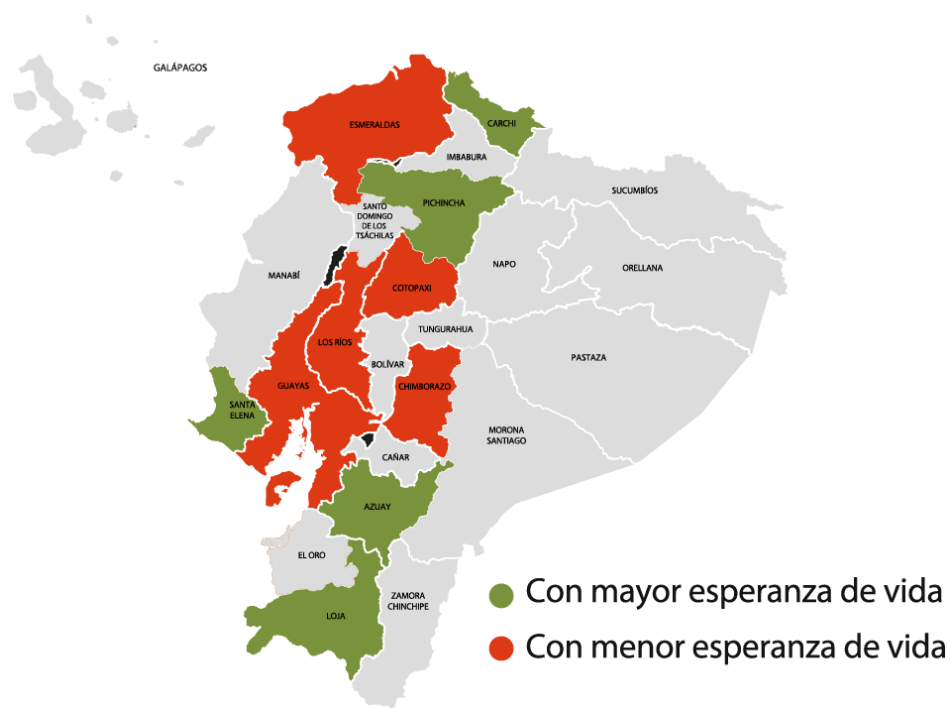 GALÁPAGOS
ESMERALDAS
CARCHI
IMBABURA
SUCUMBÍOS
PICHINCHA
SANTO
DOMINGO
DE LOS
TSÁCHILAS
NAPO
ORELLANA
MANABÍ
COTOPAXI
TUNGURAHUA
LOS RÍOS
PASTAZA
BOLÍVAR
GUAYAS
CHIMBORAZO
SANTA
ELENA
MORONA
SANTIAGO
CAÑAR
AZUAY
EL ORO
ZAMORA
CHINCHIPE
LOJA
Con mayor esperanza de vida
Con menor esperanza de vida